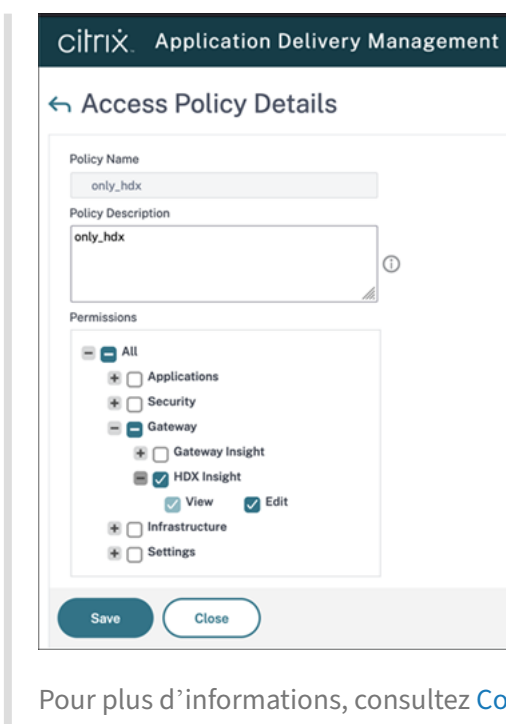 citrix. Application Delivery Management
Access Policy Details
Policy Name
only_hdx
Policy Description
only_hdx
Permissions
All
Applications
Security
Gateway
Gateway Insight
HDX Insight
View Edit
Infrastructure
Settings
Save Close
Pour plus d’informations, consultez Co